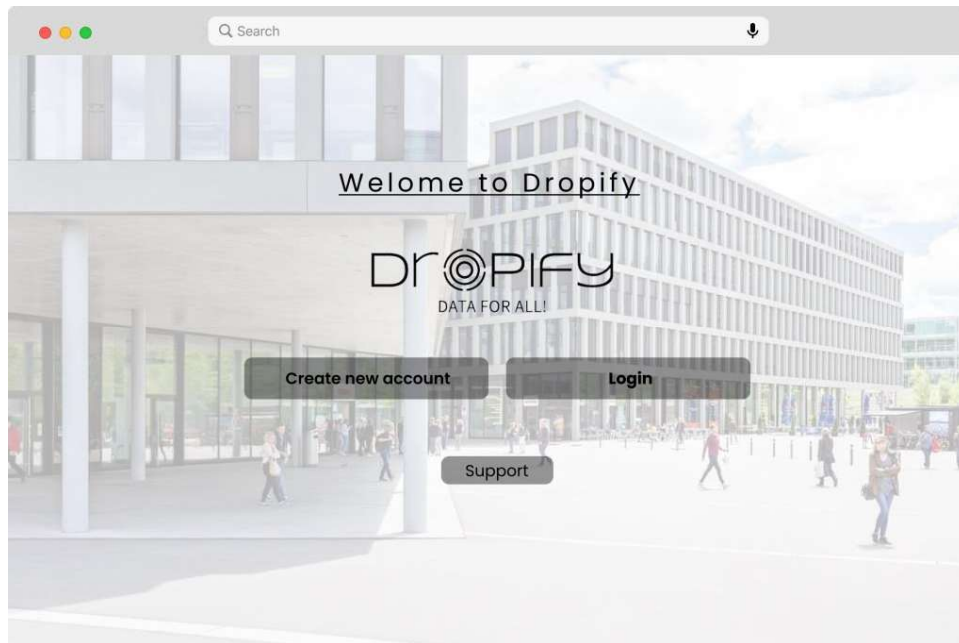 Search
Welome to Dropify
DrOPIFY
DATA FOR ALL!
Create new account
Login
Support